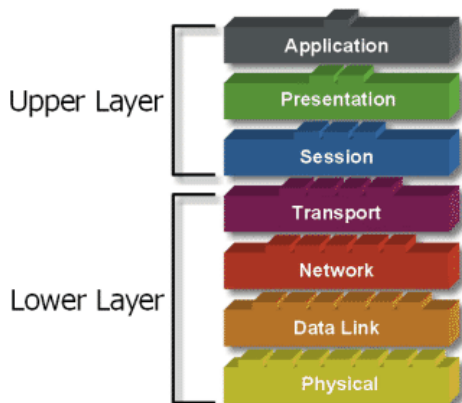 Application
Presentation
Upper Layer
Session
Transport
Network
Lower Layer
Data Link
Physical